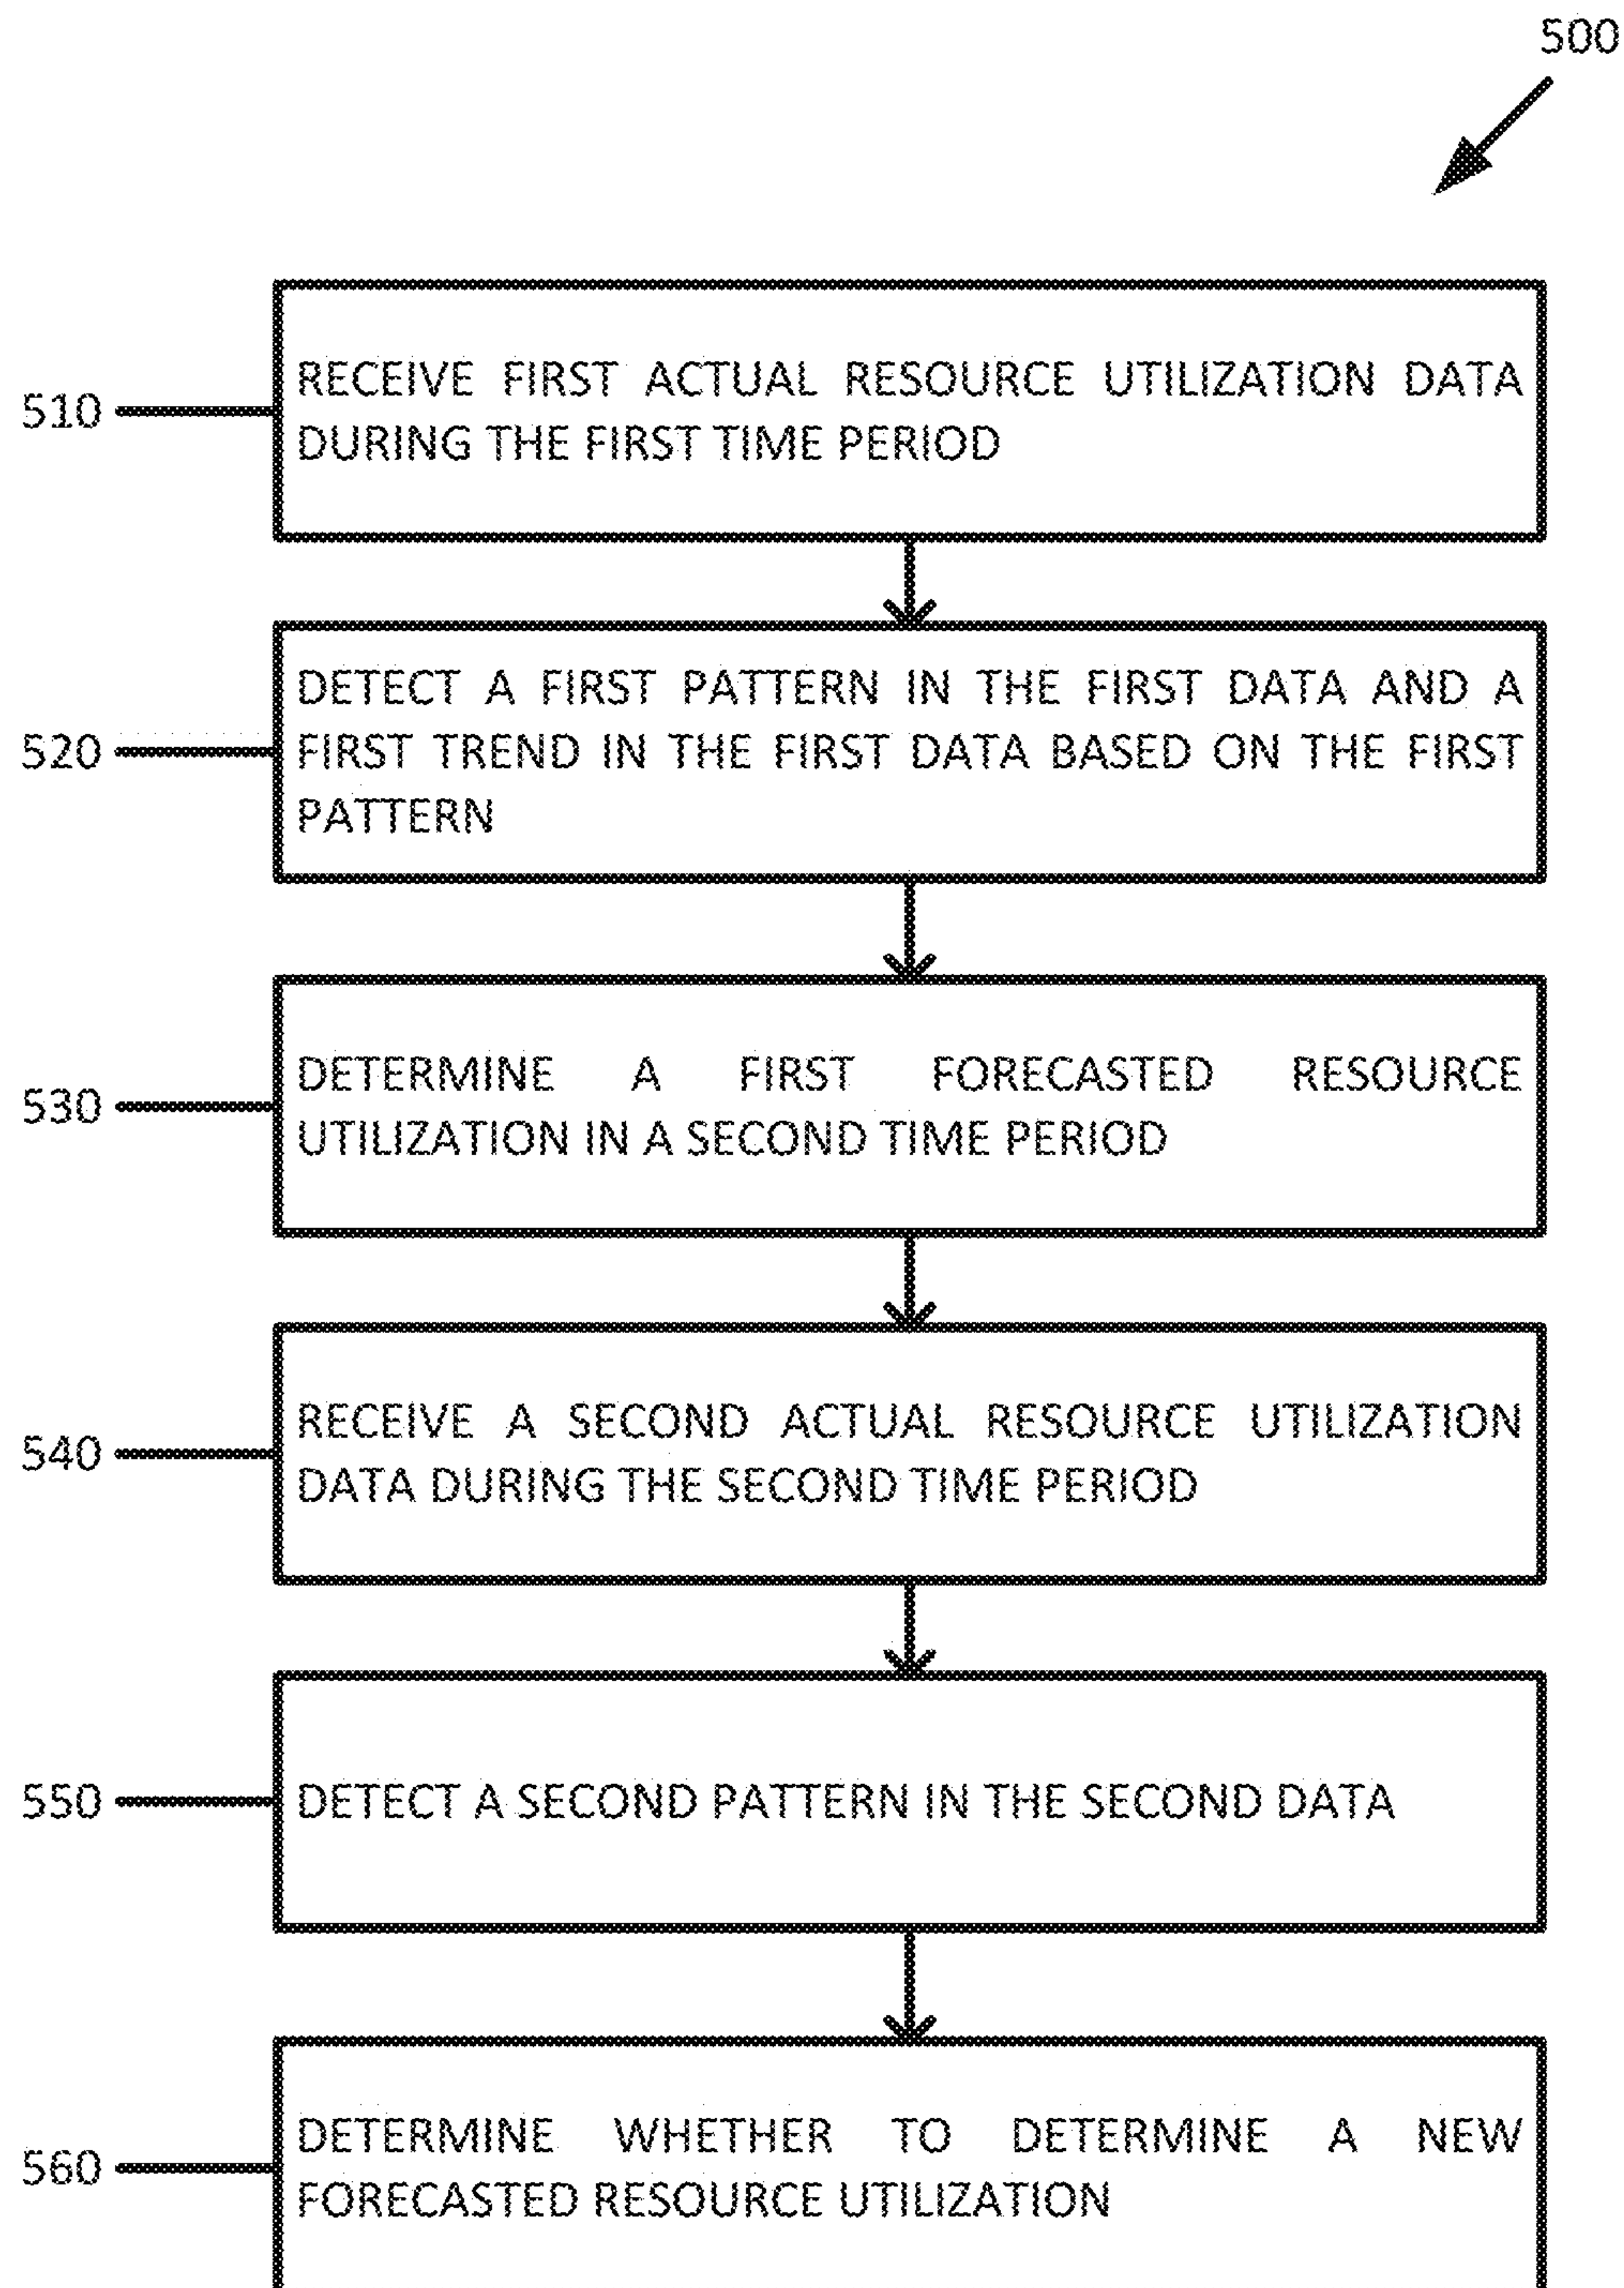 500
510
RECEIVE FIRST ACTUAL RESOURCE UTILIZATION DATA
DURING THE FIRST TIME PERIOD
520
DETECT A FIRST PATTERN IN THE FIRST DATA AND A
FIRST TREND IN THE FIRST DATA BASED ON THE FIRST
PATTERN
530
DETERMINE A FIRST FORECASTED RESOURCE
UTILIZATION IN A SECOND TIME PERIOD
540
RECEIVE A SECOND ACTUAL RESOURCE UTILIZATION
DATA DURING THE SECOND TIME PERIOD
550
DETECT A SECOND PATTERN IN THE SECOND DATA
560
DETERMINE WHETHER TO DETERMINE A NEW
FORECASTED RESOURCE UTILIZATION